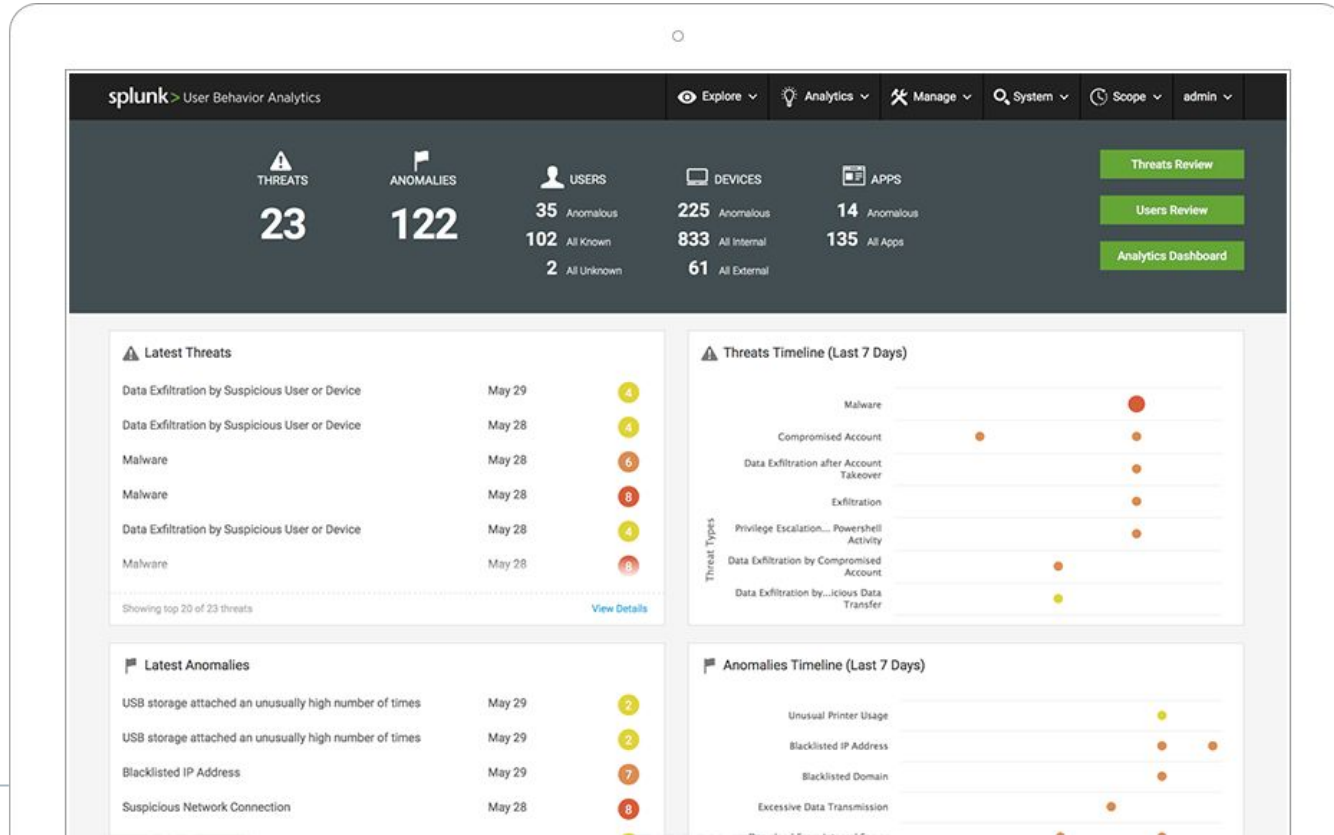 splunk> User Behavior Analytics
Explore
Analytics
Manage
System
Scope
admin
THREATS
23
ANOMALIES
122
USERS
35 Anomalous
102 All Known
2 All Unknown
DEVICES
225 Anomalous
833 All Internal
61 All External
APPS
14 Anomalous
135 All Apps
Threats Review
Users Review
Analytics Dashboard
Latest Threats
Data Exfiltration by Suspicious User or Device May 29 4
Data Exfiltration by Suspicious User or Device May 28 4
Malware May 28 6
Malware May 28 8
Data Exfiltration by Suspicious User or Device May 28 4
Malware May 28 8
Showing top 20 of 23 threats View Details
Threats Timeline (Last 7 Days)
Threat Types
Malware
Compromised Account
Data Exfiltration after Account
Takeover
Exfiltration
Privilege Escalation... Powershell
Activity
Data Exfiltration by Compromised
Account
Data Exfiltration by...icious Data
Transfer
Latest Anomalies
USB storage attached an unusually high number of times May 29 2
USB storage attached an unusually high number of times May 29 2
Blacklisted IP Address May 29 7
Suspicious Network Connection May 28 8
Anomalies Timeline (Last 7 Days)
Unusual Printer Usage
Blacklisted IP Address
Blacklisted Domain
Excessive Data Transmission